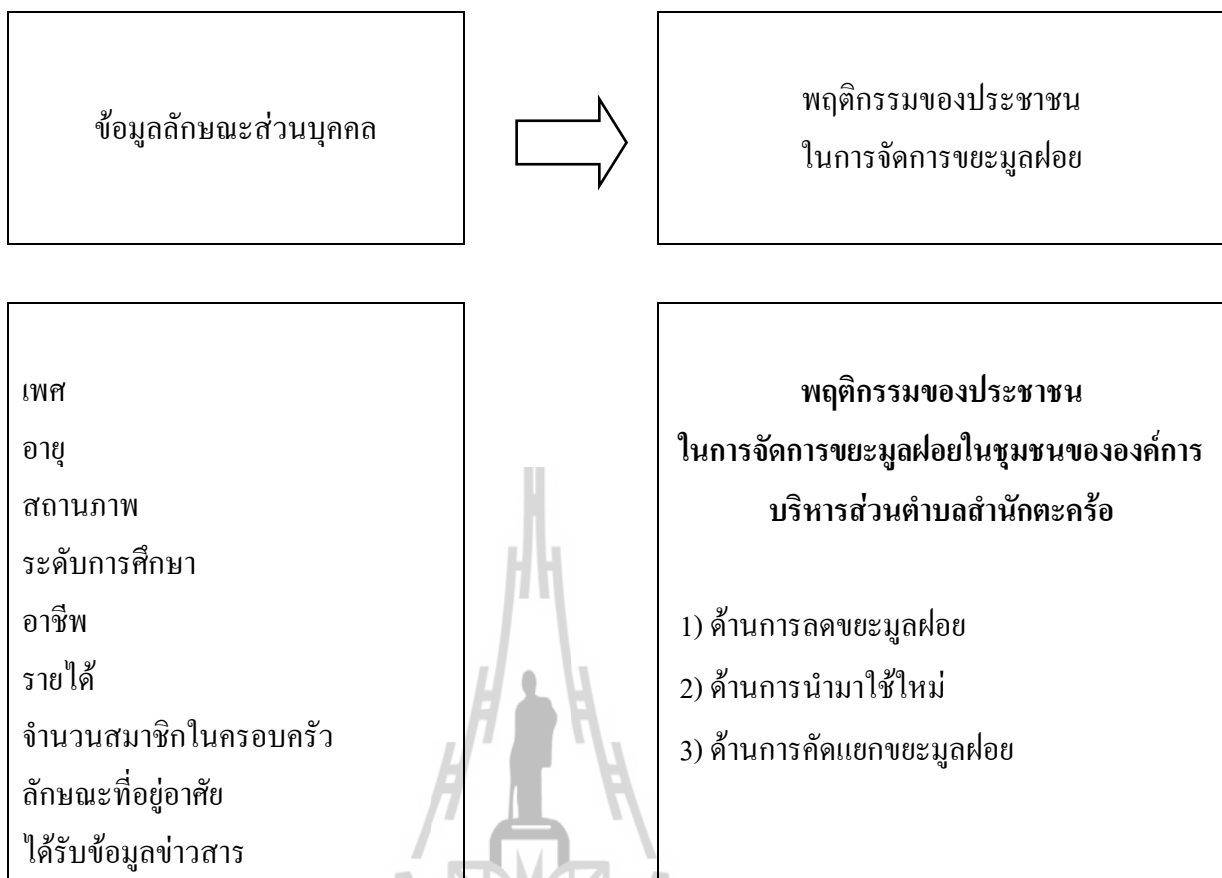 ข้อมูลลักษณะส่วนบุคคล
พฤติกรรมของประชาชน
ในการจัดการขยะมูลฝอย
เพศ
อายุ
สถานภาพ
ระดับการศึกษา
อาชีพ
รายได้
จำนวนสมาชิกในครอบครัว
ลักษณะที่อยู่อาศัย
ได้รับข้อมูลข่าวสาร
พฤติกรรมของประชาชน
ในการจัดการขยะมูลฝอยในชุมชนขององค์การ
บริหารส่วนตำบลสำนักตะคร้อ
1) ด้านการลดขยะมูลฝอย
2) ด้านการนำมาใช้ใหม่
3) ด้านการคัดแยกขยะมูลฝอย